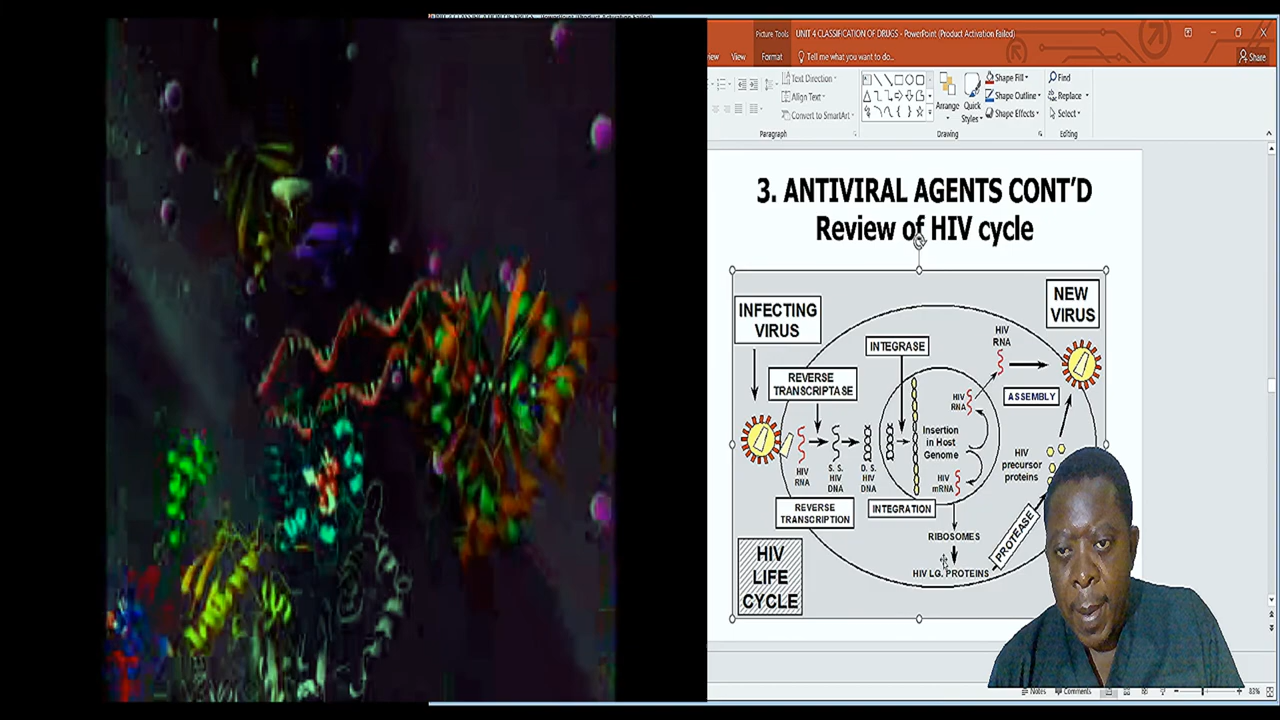 Picture Tools
UNIT 4 CLASSIFICATION OF DRUGS - PowerPoint (Product Activation Failed)
View
Format
Tell me what you want to do...
Share
Text Direction
Align Text
Convert to SmartArt
Paragraph
Arrange
Quick
Styles
Shape Fill
Shape Outline
Shape Effects
Drawing
Find
Replace
Select
Editing
3. ANTIVIRAL AGENTS CONT'D
Review of HIV cycle
INFECTING
VIRUS
NEW
VIRUS
HIV
RNA
INTEGRASE
REVERSE
TRANSCRIPTASE
ASSEMBLY
HIV
RNA
Insertion
in Host
Genome
HIV
RNA
S. S.
HIV
DNA
D. S.
HIV
DNA
HIV
mRNA
HIV
precursor
proteins
REVERSE
TRANSCRIPTION
INTEGRATION
RIBOSOMES
PROTEASE
HIV LG. PROTEINS
HIV
LIFE
CYCLE
Notes
Comments
83%